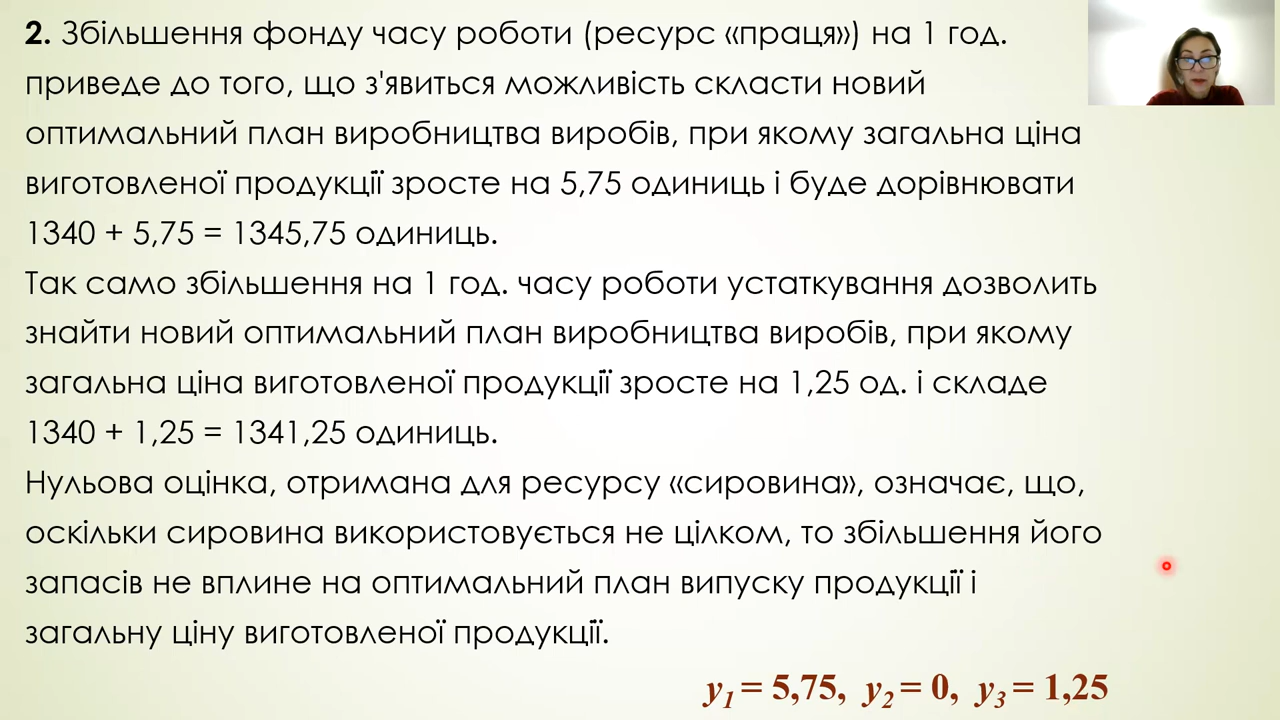 2. Збільшення фонду часу роботи (ресурс «праця») на 1 год.
приведе до того, що з'явиться можливість скласти новий
оптимальний план виробництва виробів, при якому загальна ціна
виготовленої продукції зросте на 5,75 одиниць і буде дорівнювати
1340 + 5,75 = 1345,75 одиниць.
Так само збільшення на 1 год. часу роботи устаткування дозволить
знайти новий оптимальний план виробництва виробів, при якому
загальна ціна виготовленої продукції зросте на 1,25 од. і складе
1340 + 1,25 = 1341,25 одиниць.
Нульова оцінка, отримана для ресурсу «сировина», означає, що,
оскільки сировина використовується не цілком, то збільшення його
запасів не вплине на оптимальний план випуску продукції і
загальну ціну виготовленої продукції.
y₁ = 5,75, y₂ = 0, y₃ = 1,25